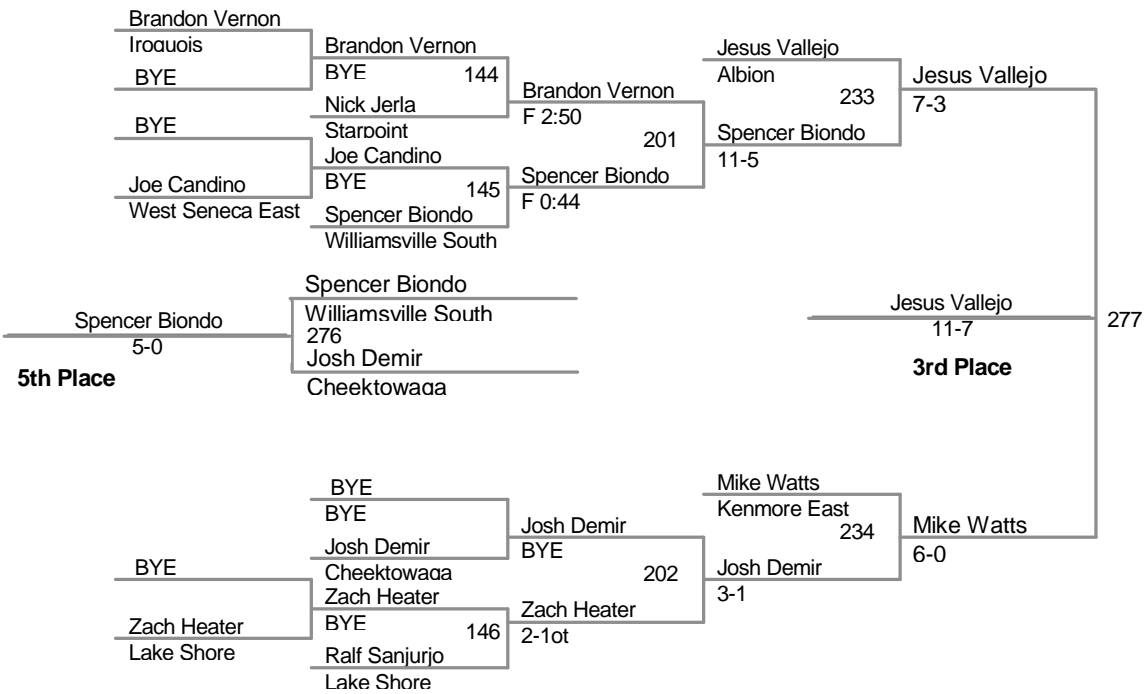 Brandon Vernon
Iroquois
BYE
BYE
Joe Candino
West Seneca East
Brandon Vernon
BYE
144
Nick Jerla
Starpoint
Joe Candino
BYE
145
Spencer Biondo
Williamsville South
Brandon Vernon
F 2:50
201
Spencer Biondo
F 0:44
Jesus Vallejo
Albion
233
Spencer Biondo
11-5
Jesus Vallejo
7-3
Spencer Biondo
5-0
5th Place
Spencer Biondo
Williamsville South
276
Josh Demir
Cheektowaga
Jesus Vallejo
11-7
3rd Place
277
BYE
Zach Heater
Lake Shore
BYE
BYE
Josh Demir
Cheektowaga
Zach Heater
BYE
146
Ralf Sanjurjo
Lake Shore
Josh Demir
BYE
202
Zach Heater
2-1ot
Mike Watts
Kenmore East
234
Josh Demir
3-1
Mike Watts
6-0